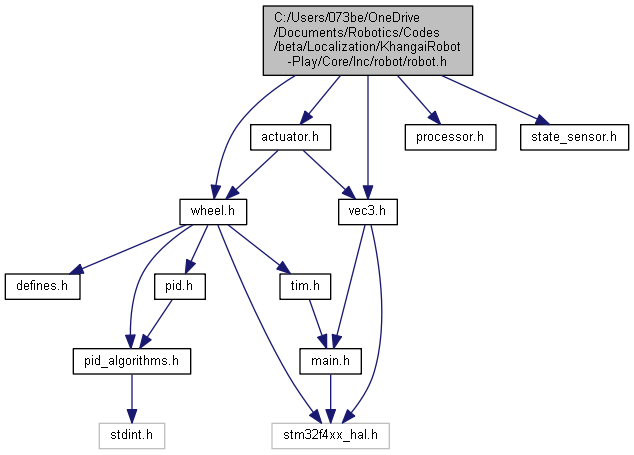 C:/Users/073be/OneDrive
/Documents/Robotics/Codes
/beta/Localization/KhangaiRobot
-Play/Core/Inc/robot/robot.h
actuator.h
processor.h
state_sensor.h
wheel.h
vec3.h
defines.h
pid.h
tim.h
pid_algorithms.h
main.h
stdint.h
stm32f4xx_hal.h